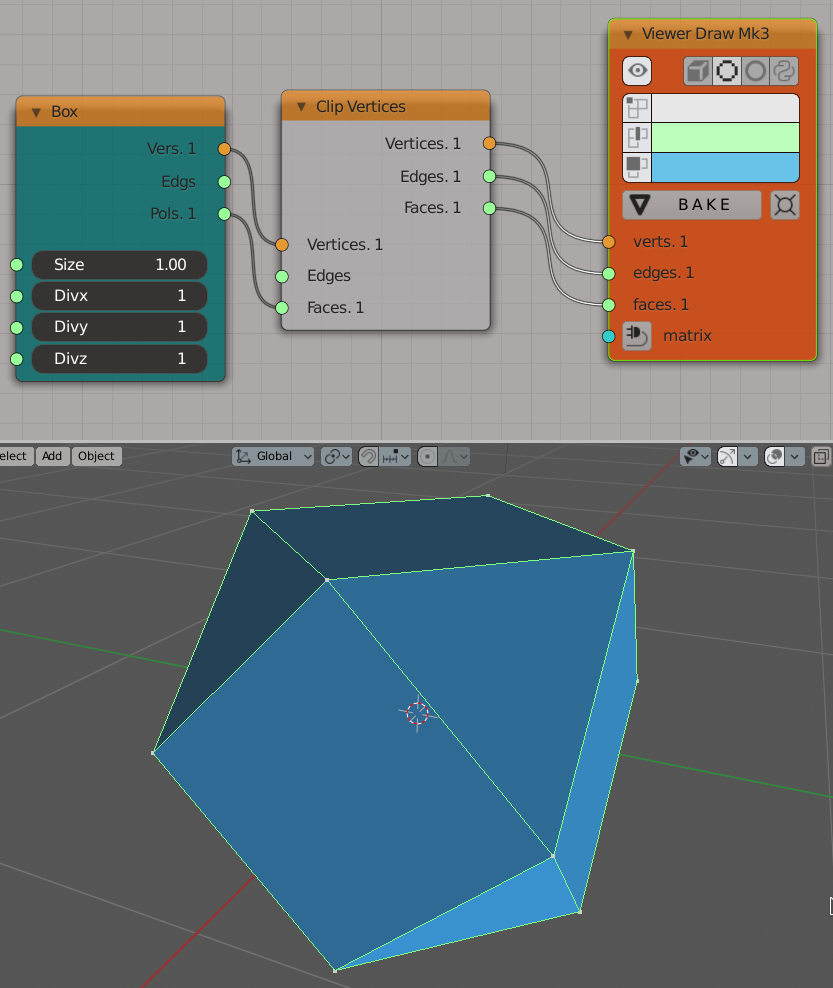 Viewer Draw Mk3
Box
Clip Vertices
Vers. 1
Edgs
Pols. 1
Size 1.00
Divx 1
Divy 1
Divz 1
Vertices. 1
Edges. 1
Faces. 1
Vertices. 1
Edges
Faces. 1
BAKE
verts. 1
edges. 1
faces. 1
matrix
elect Add Object Global